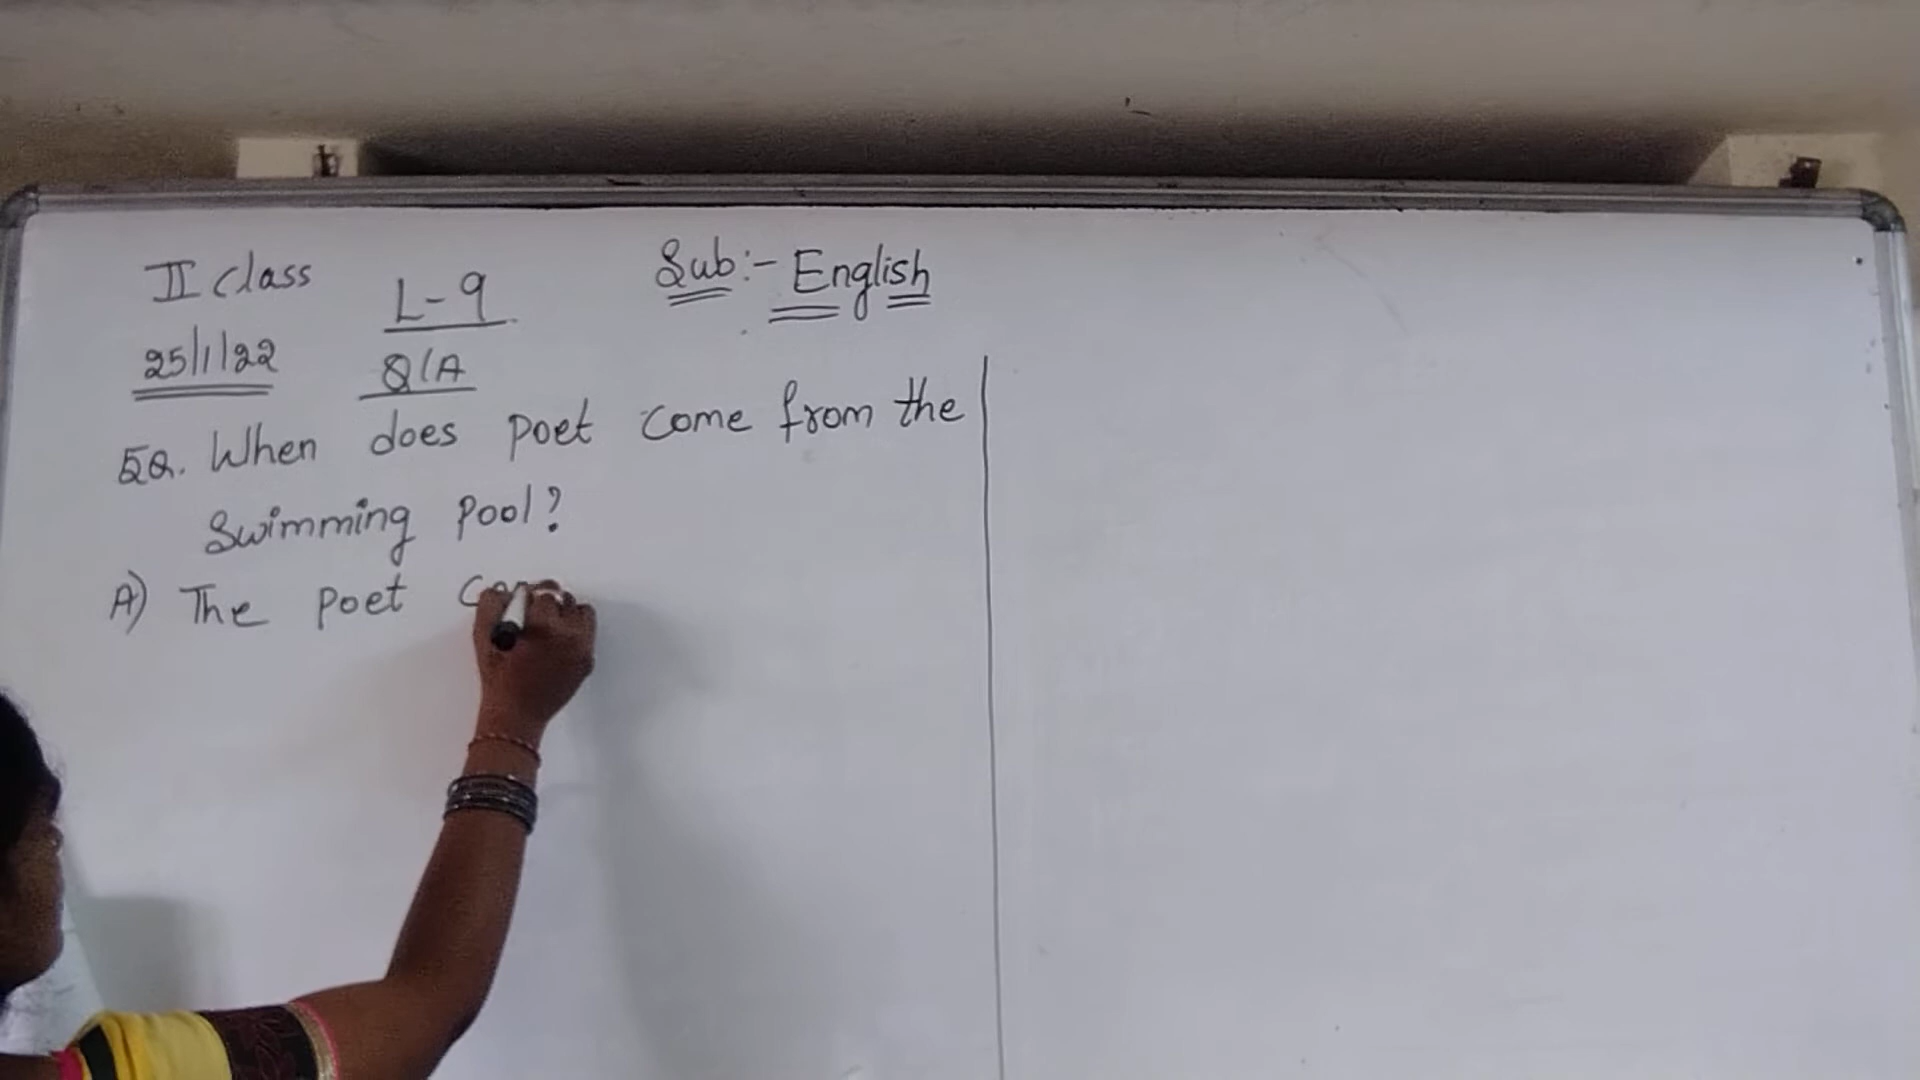 II Class
L-9
Sub:- English
25/1/22
Q/A
5Q. When does poet come from the
Swimming pool?
A) The poet